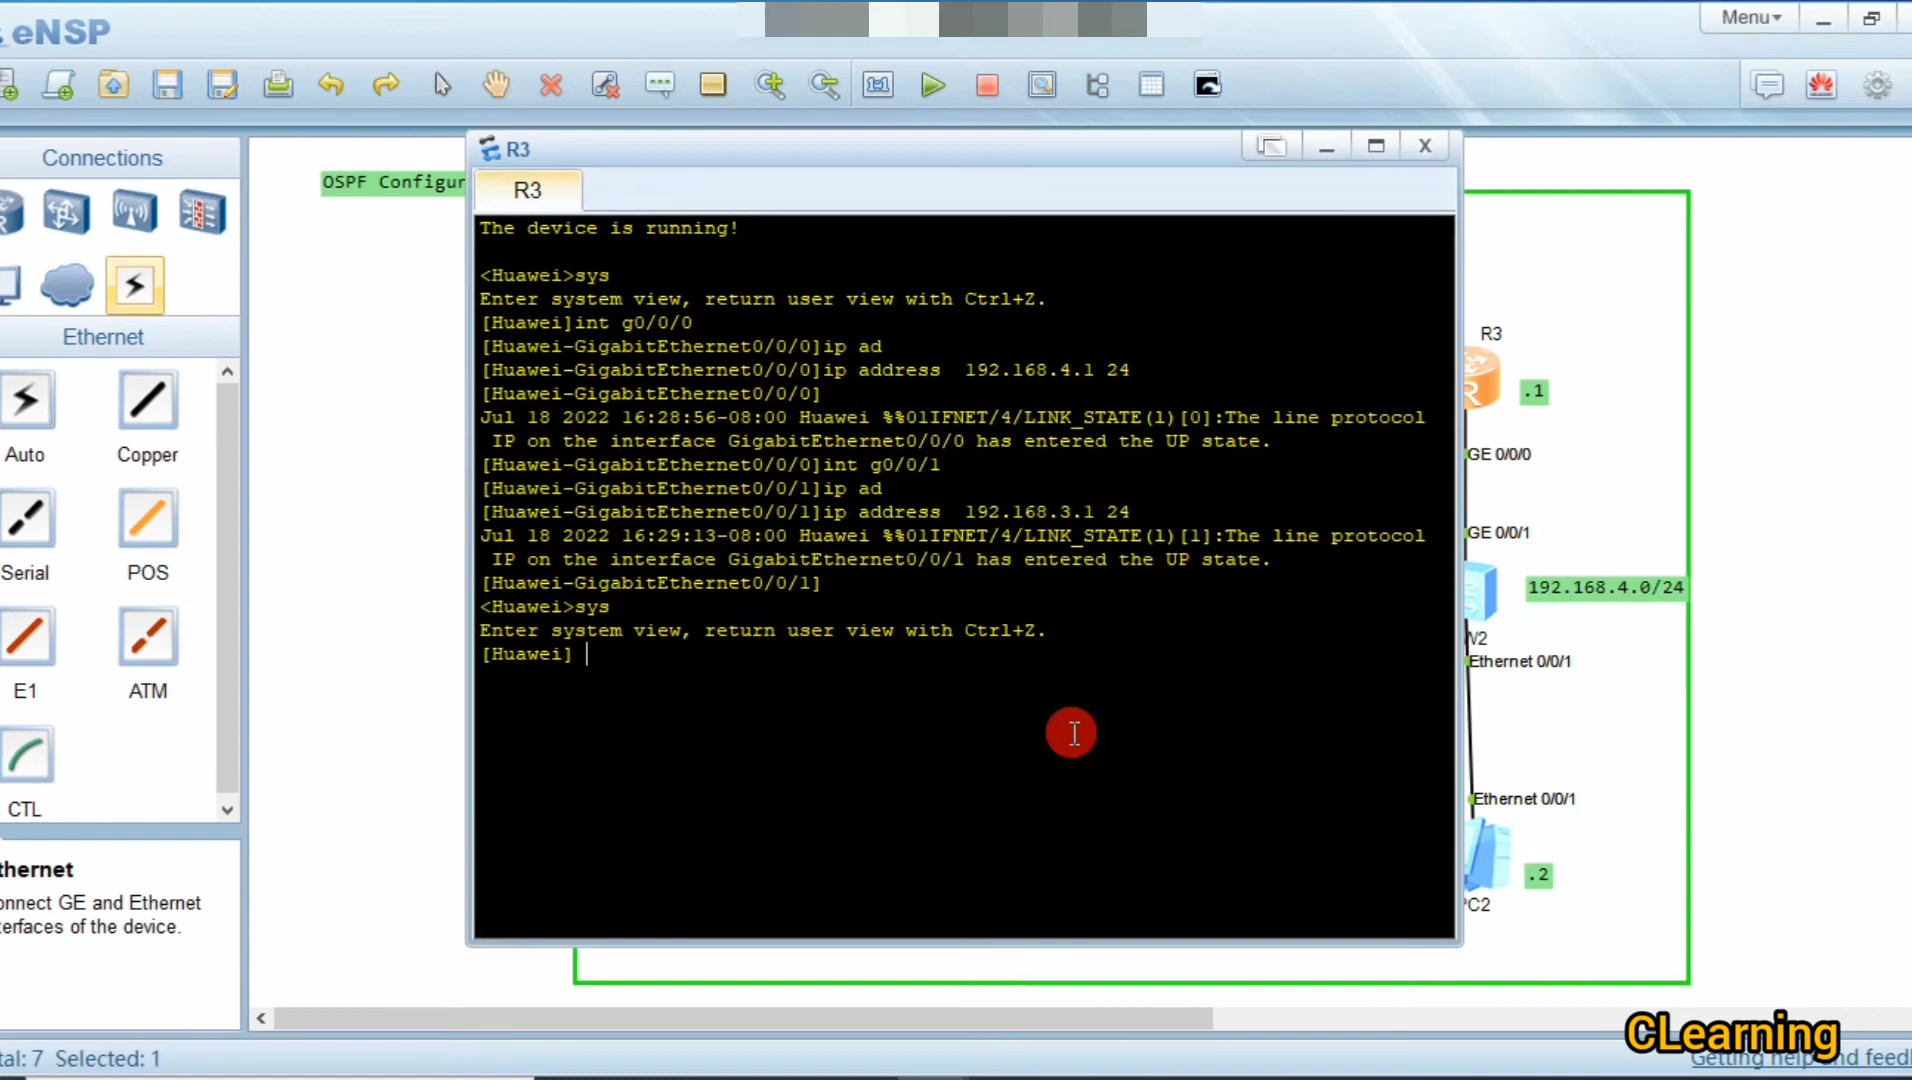 eNSP
Menu
Connections
Ethernet
Auto
Copper
Serial
POS
E1
ATM
CTL
thernet
onnect GE and Ethernet
terfaces of the device.
OSPF Configur
R3
R3
The device is running!
<Huawei>sys
Enter system view, return user view with Ctrl+Z.
[Huawei]int g0/0/0
[Huawei-GigabitEthernet0/0/0]ip ad
[Huawei-GigabitEthernet0/0/0]ip address  192.168.4.1 24
[Huawei-GigabitEthernet0/0/0]
Jul 18 2022 16:28:56-08:00 Huawei %%01IFNET/4/LINK_STATE(l)[0]:The line protocol
IP on the interface GigabitEthernet0/0/0 has entered the UP state.
[Huawei-GigabitEthernet0/0/0]int g0/0/1
[Huawei-GigabitEthernet0/0/1]ip ad
[Huawei-GigabitEthernet0/0/1]ip address  192.168.3.1 24
Jul 18 2022 16:29:13-08:00 Huawei %%01IFNET/4/LINK_STATE(l)[1]:The line protocol
IP on the interface GigabitEthernet0/0/1 has entered the UP state.
[Huawei-GigabitEthernet0/0/1]
<Huawei>sys
Enter system view, return user view with Ctrl+Z.
[Huawei]
R3
R
.1
GE 0/0/0
GE 0/0/1
192.168.4.0/24
W2
Ethernet 0/0/1
Ethernet 0/0/1
.2
PC2
CLearning
tal: 7 Selected: 1
Getting help and feedb